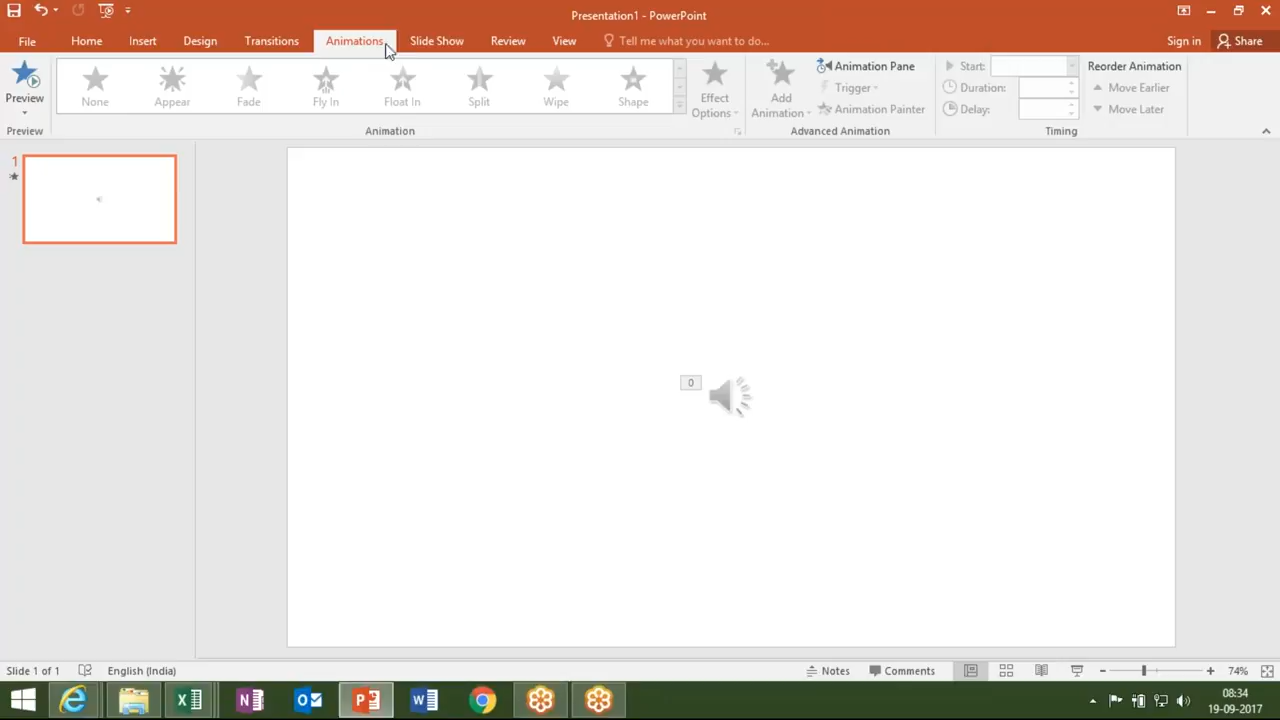 Presentation1 - PowerPoint
File Home Insert Design Transitions Animations Slide Show Review View Tell me what you want to do... Sign in Share
Preview
None Appear Fade Fly In Float In Split Wipe Shape
Effect Options
Add Animation
Animation Pane
Trigger
Animation Painter
Start:
Duration:
Delay:
Reorder Animation
Move Earlier
Move Later
Preview Animation Advanced Animation Timing
1
0
Slide 1 of 1 English (India) Notes Comments 74%
08:34
19-09-2017